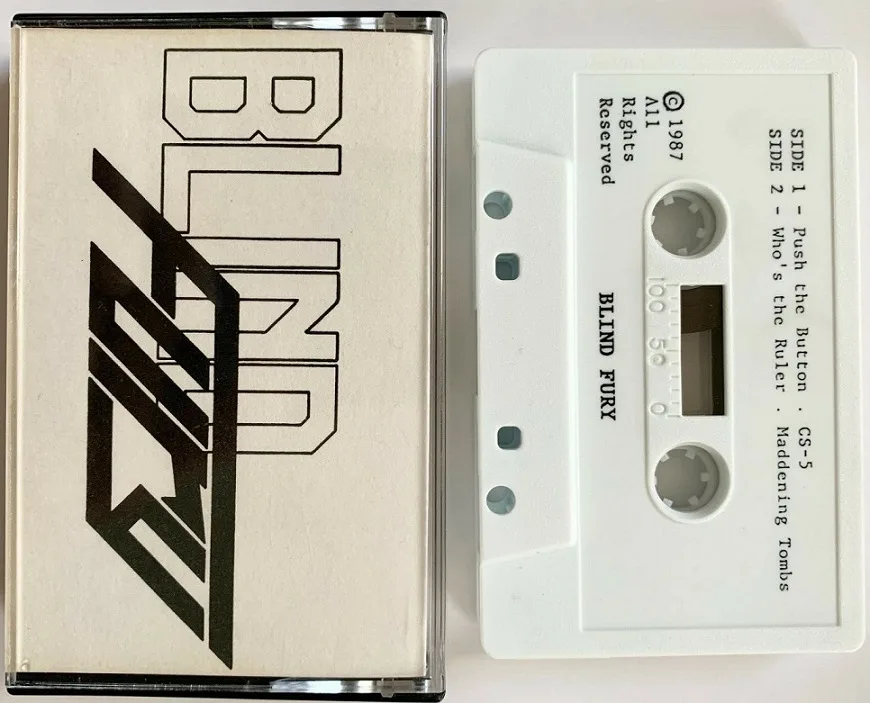 BLIND
FURY
SIDE 1 - Push the Button . CS-5
SIDE 2 - Who's the Ruler . Maddening Tombs
© 1987
All
Rights
Reserved
100 50 0
BLIND FURY